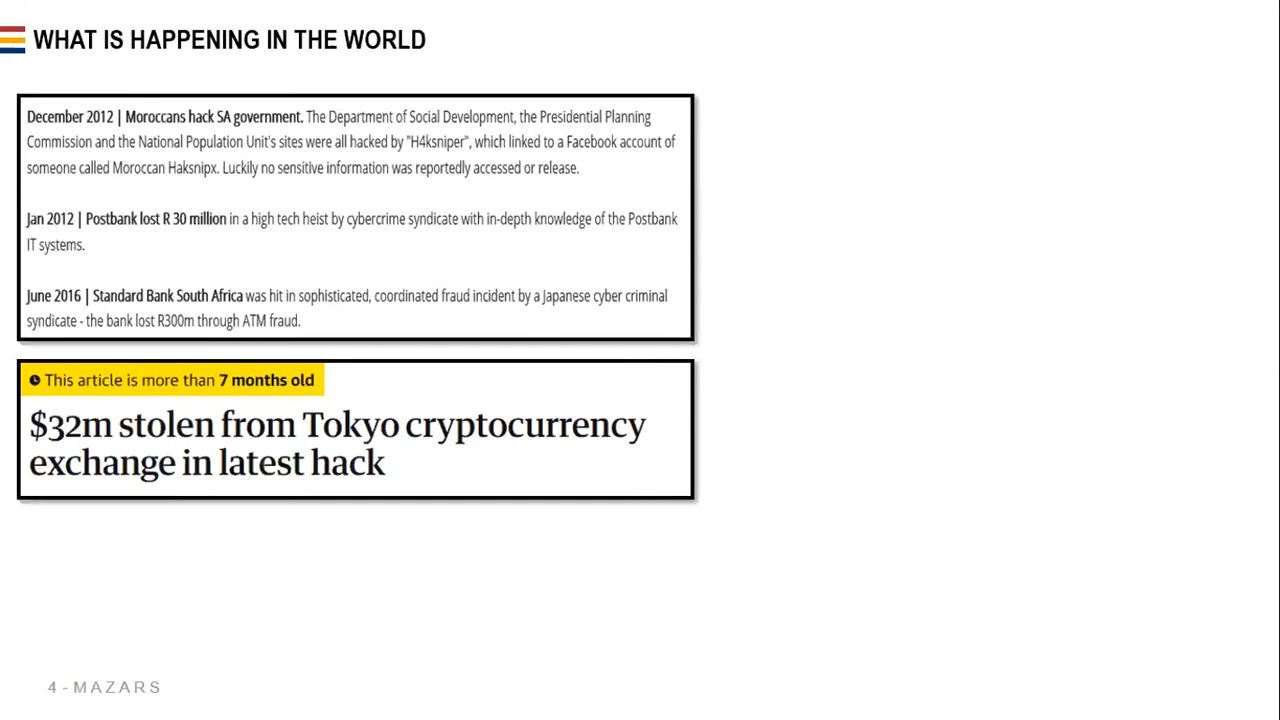 WHAT IS HAPPENING IN THE WORLD
December 2012 | Moroccans hack SA government. The Department of Social Development, the Presidential Planning
Commission and the National Population Unit's sites were all hacked by "H4ksniper", which linked to a Facebook account of
someone called Moroccan Haksnipx. Luckily no sensitive information was reportedly accessed or release.
Jan 2012 | Postbank lost R 30 million in a high tech heist by cybercrime syndicate with in-depth knowledge of the Postbank
IT systems.
June 2016 | Standard Bank South Africa was hit in sophisticated, coordinated fraud incident by a Japanese cyber criminal
syndicate - the bank lost R300m through ATM fraud.
This article is more than 7 months old
$32m stolen from Tokyo cryptocurrency
exchange in latest hack
4 - MAZARS